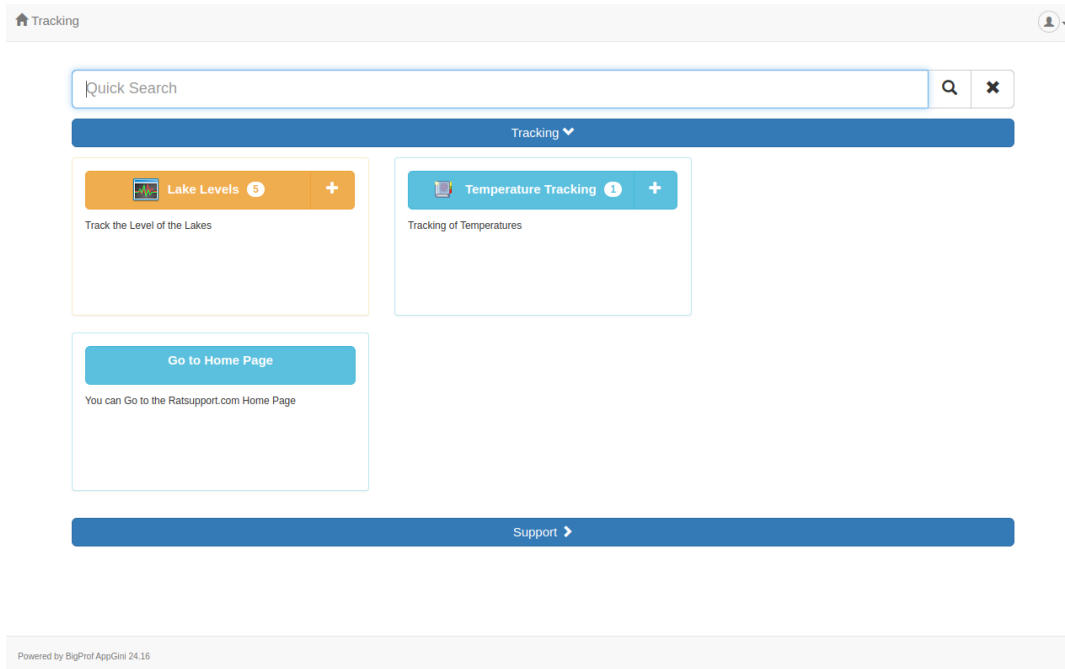 Tracking
Quick Search
Tracking
Lake Levels 5
Temperature Tracking 1
Track the Level of the Lakes
Tracking of Temperatures
Go to Home Page
You can Go to the Ratsupport.com Home Page
Support
Powered by BigProf AppGini 24.16